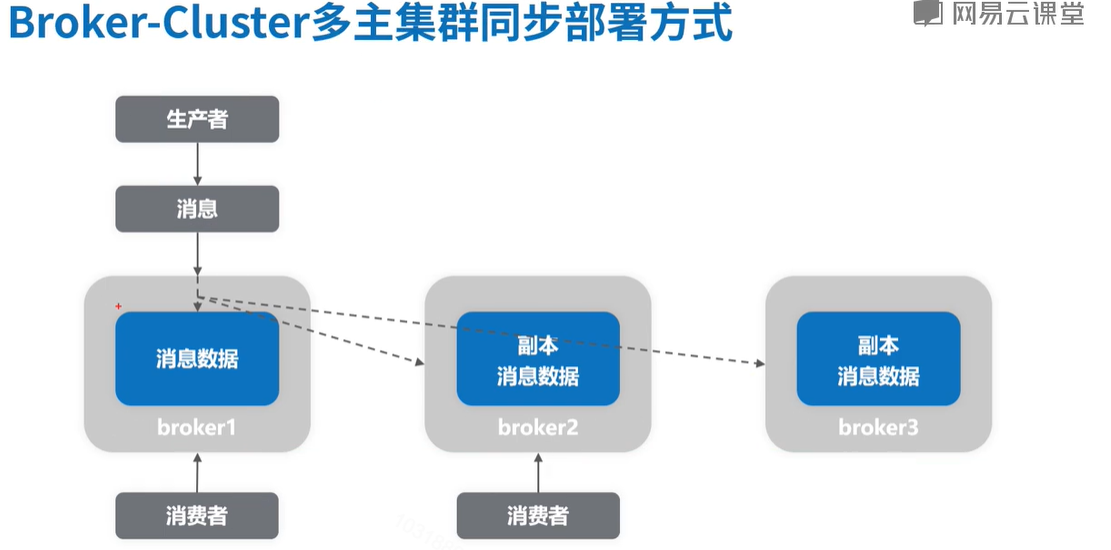 Broker-Cluster多主集群同步部署方式
网易云课堂
生产者
消息
消息数据
副本
消息数据
副本
消息数据
broker1
broker2
broker3
消费者
消费者